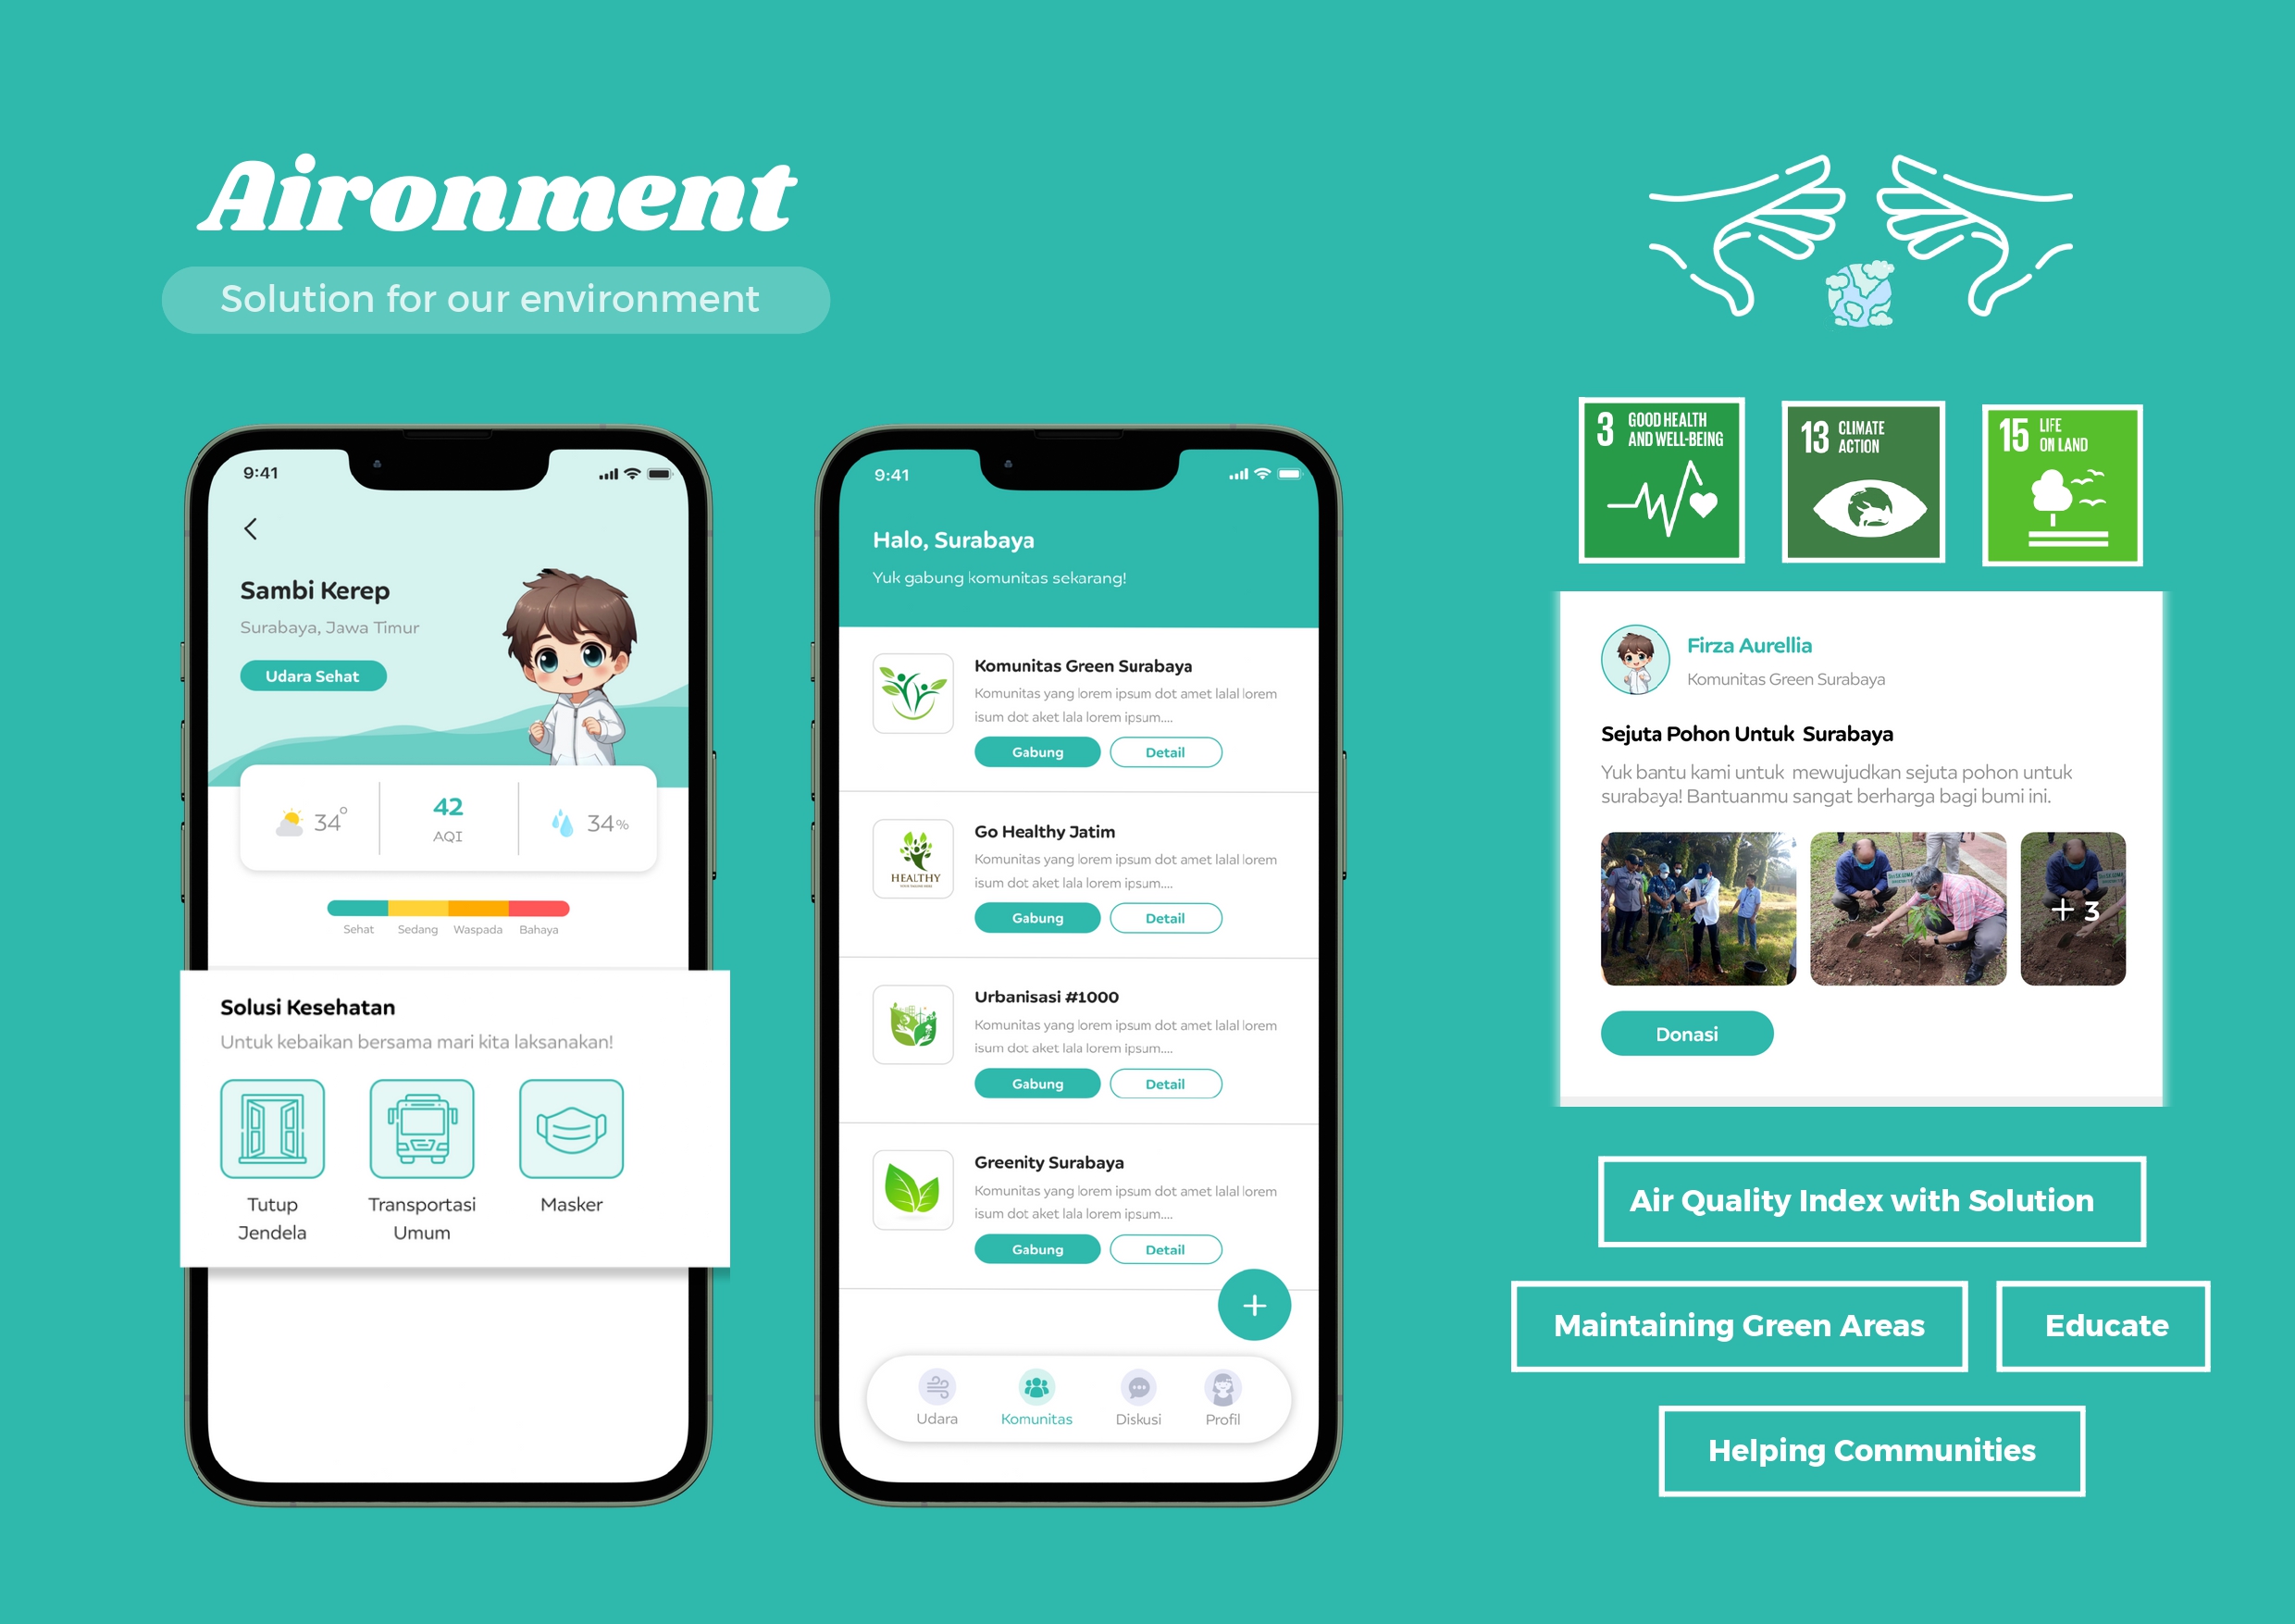 Aironment
Solution for our environment
9:41
Sambi Kerep
Surabaya, Jawa Timur
Udara Sehat
34°
42
AQI
34%
Sehat
Sedang
Waspada
Bahaya
Solusi Kesehatan
Untuk kebaikan bersama mari kita laksanakan!
Tutup
Jendela
Transportasi
Umum
Masker
9:41
Halo, Surabaya
Yuk gabung komunitas sekarang!
Komunitas Green Surabaya
Komunitas yang lorem ipsum dot amet lalal lorem
isum dot aket lala lorem ipsum....
Gabung
Detail
HEALTHY
Go Healthy Jatim
Komunitas yang lorem ipsum dot amet lalal lorem
isum dot aket lala lorem ipsum....
Gabung
Detail
Urbanisasi #1000
Komunitas yang lorem ipsum dot amet lalal lorem
isum dot aket lala lorem ipsum....
Gabung
Detail
Greenity Surabaya
Komunitas yang lorem ipsum dot amet lalal lorem
isum dot aket lala lorem ipsum....
Gabung
Detail
+
Udara
Komunitas
Diskusi
Profil
3 GOOD HEALTH
AND WELL-BEING
13 CLIMATE
ACTION
15 LIFE
ON LAND
Firza Aurellia
Komunitas Green Surabaya
Sejuta Pohon Untuk Surabaya
Yuk bantu kami untuk mewujudkan sejuta pohon untuk
surabaya! Bantuanmu sangat berharga bagi bumi ini.
+ 3
Donasi
Air Quality Index with Solution
Maintaining Green Areas
Educate
Helping Communities